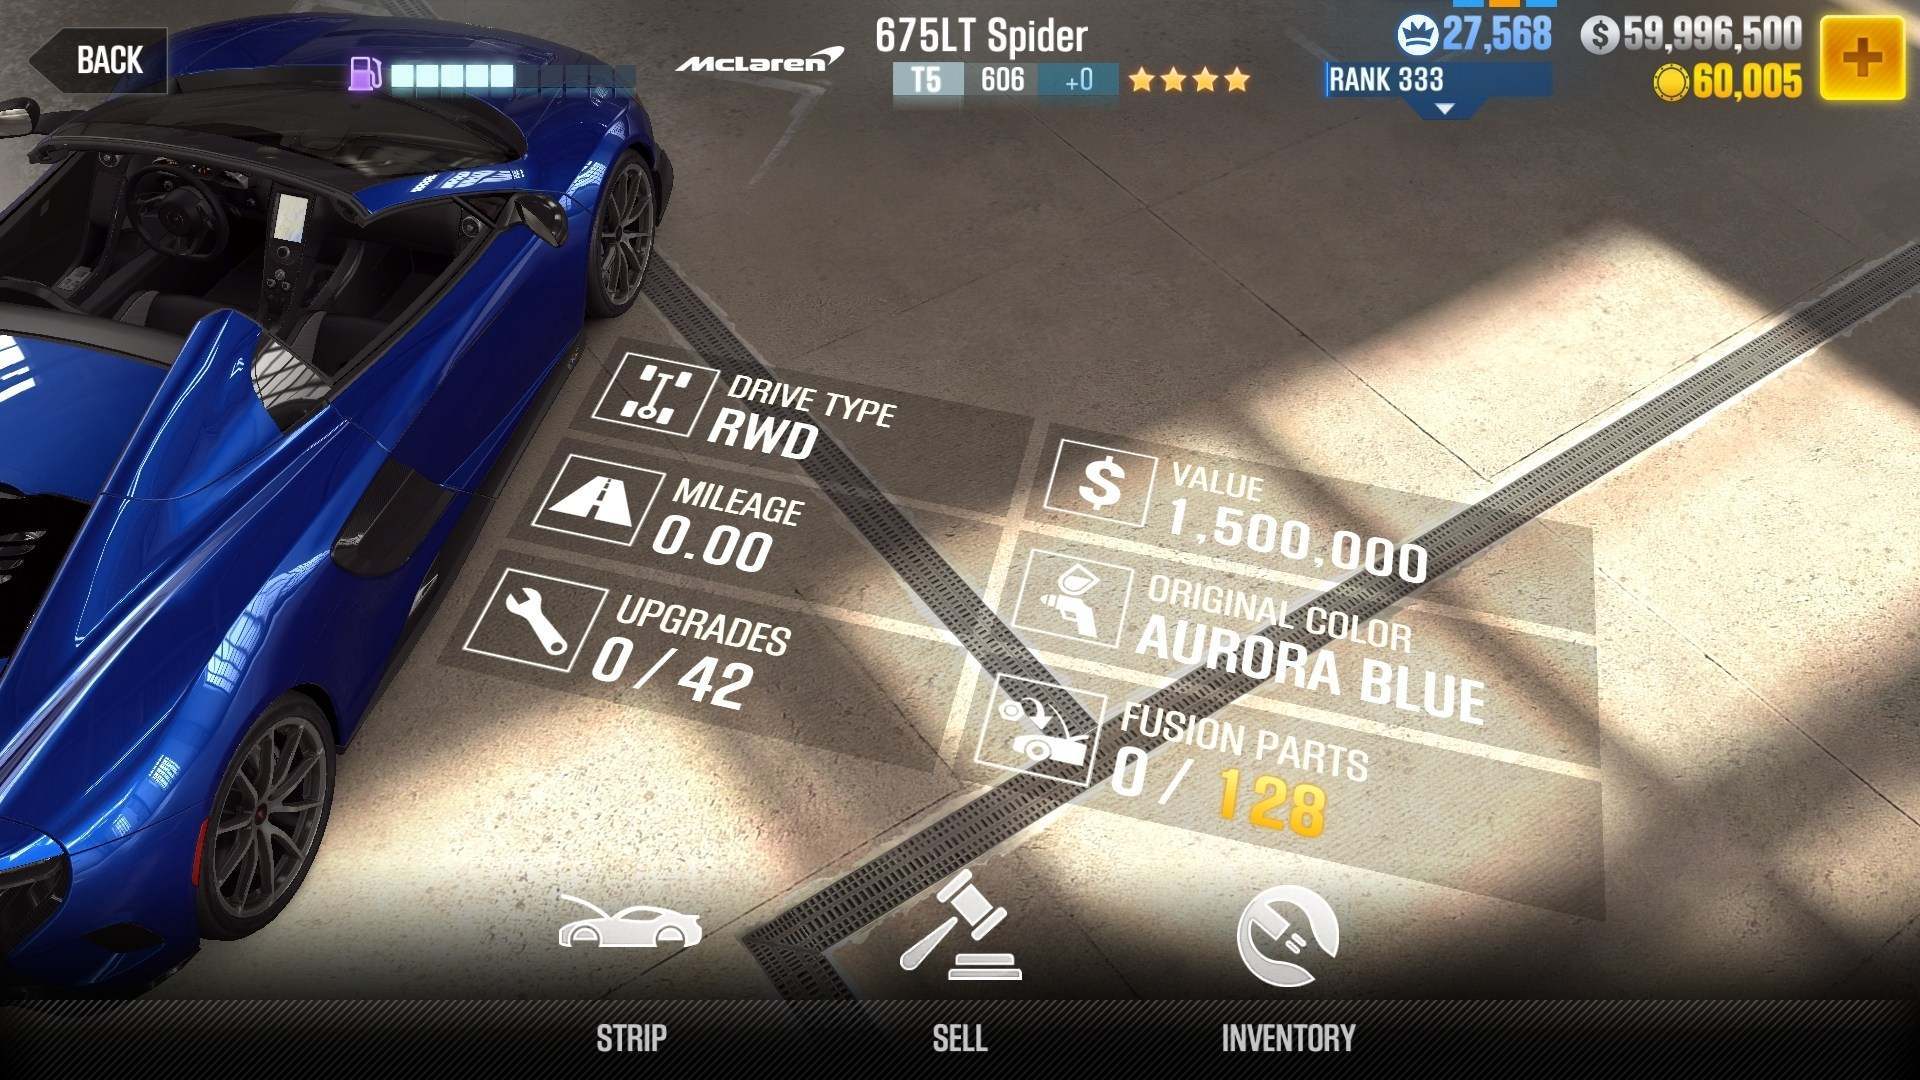 BACK
McLaren
675LT Spider
T5 606 +0
27,568
$59,996,500
RANK 333
60,005
+
DRIVE TYPE
RWD
MILEAGE
0.00
UPGRADES
0 / 42
$
VALUE
1,500,000
ORIGINAL COLOR
AURORA BLUE
FUSION PARTS
0 / 128
STRIP
SELL
INVENTORY